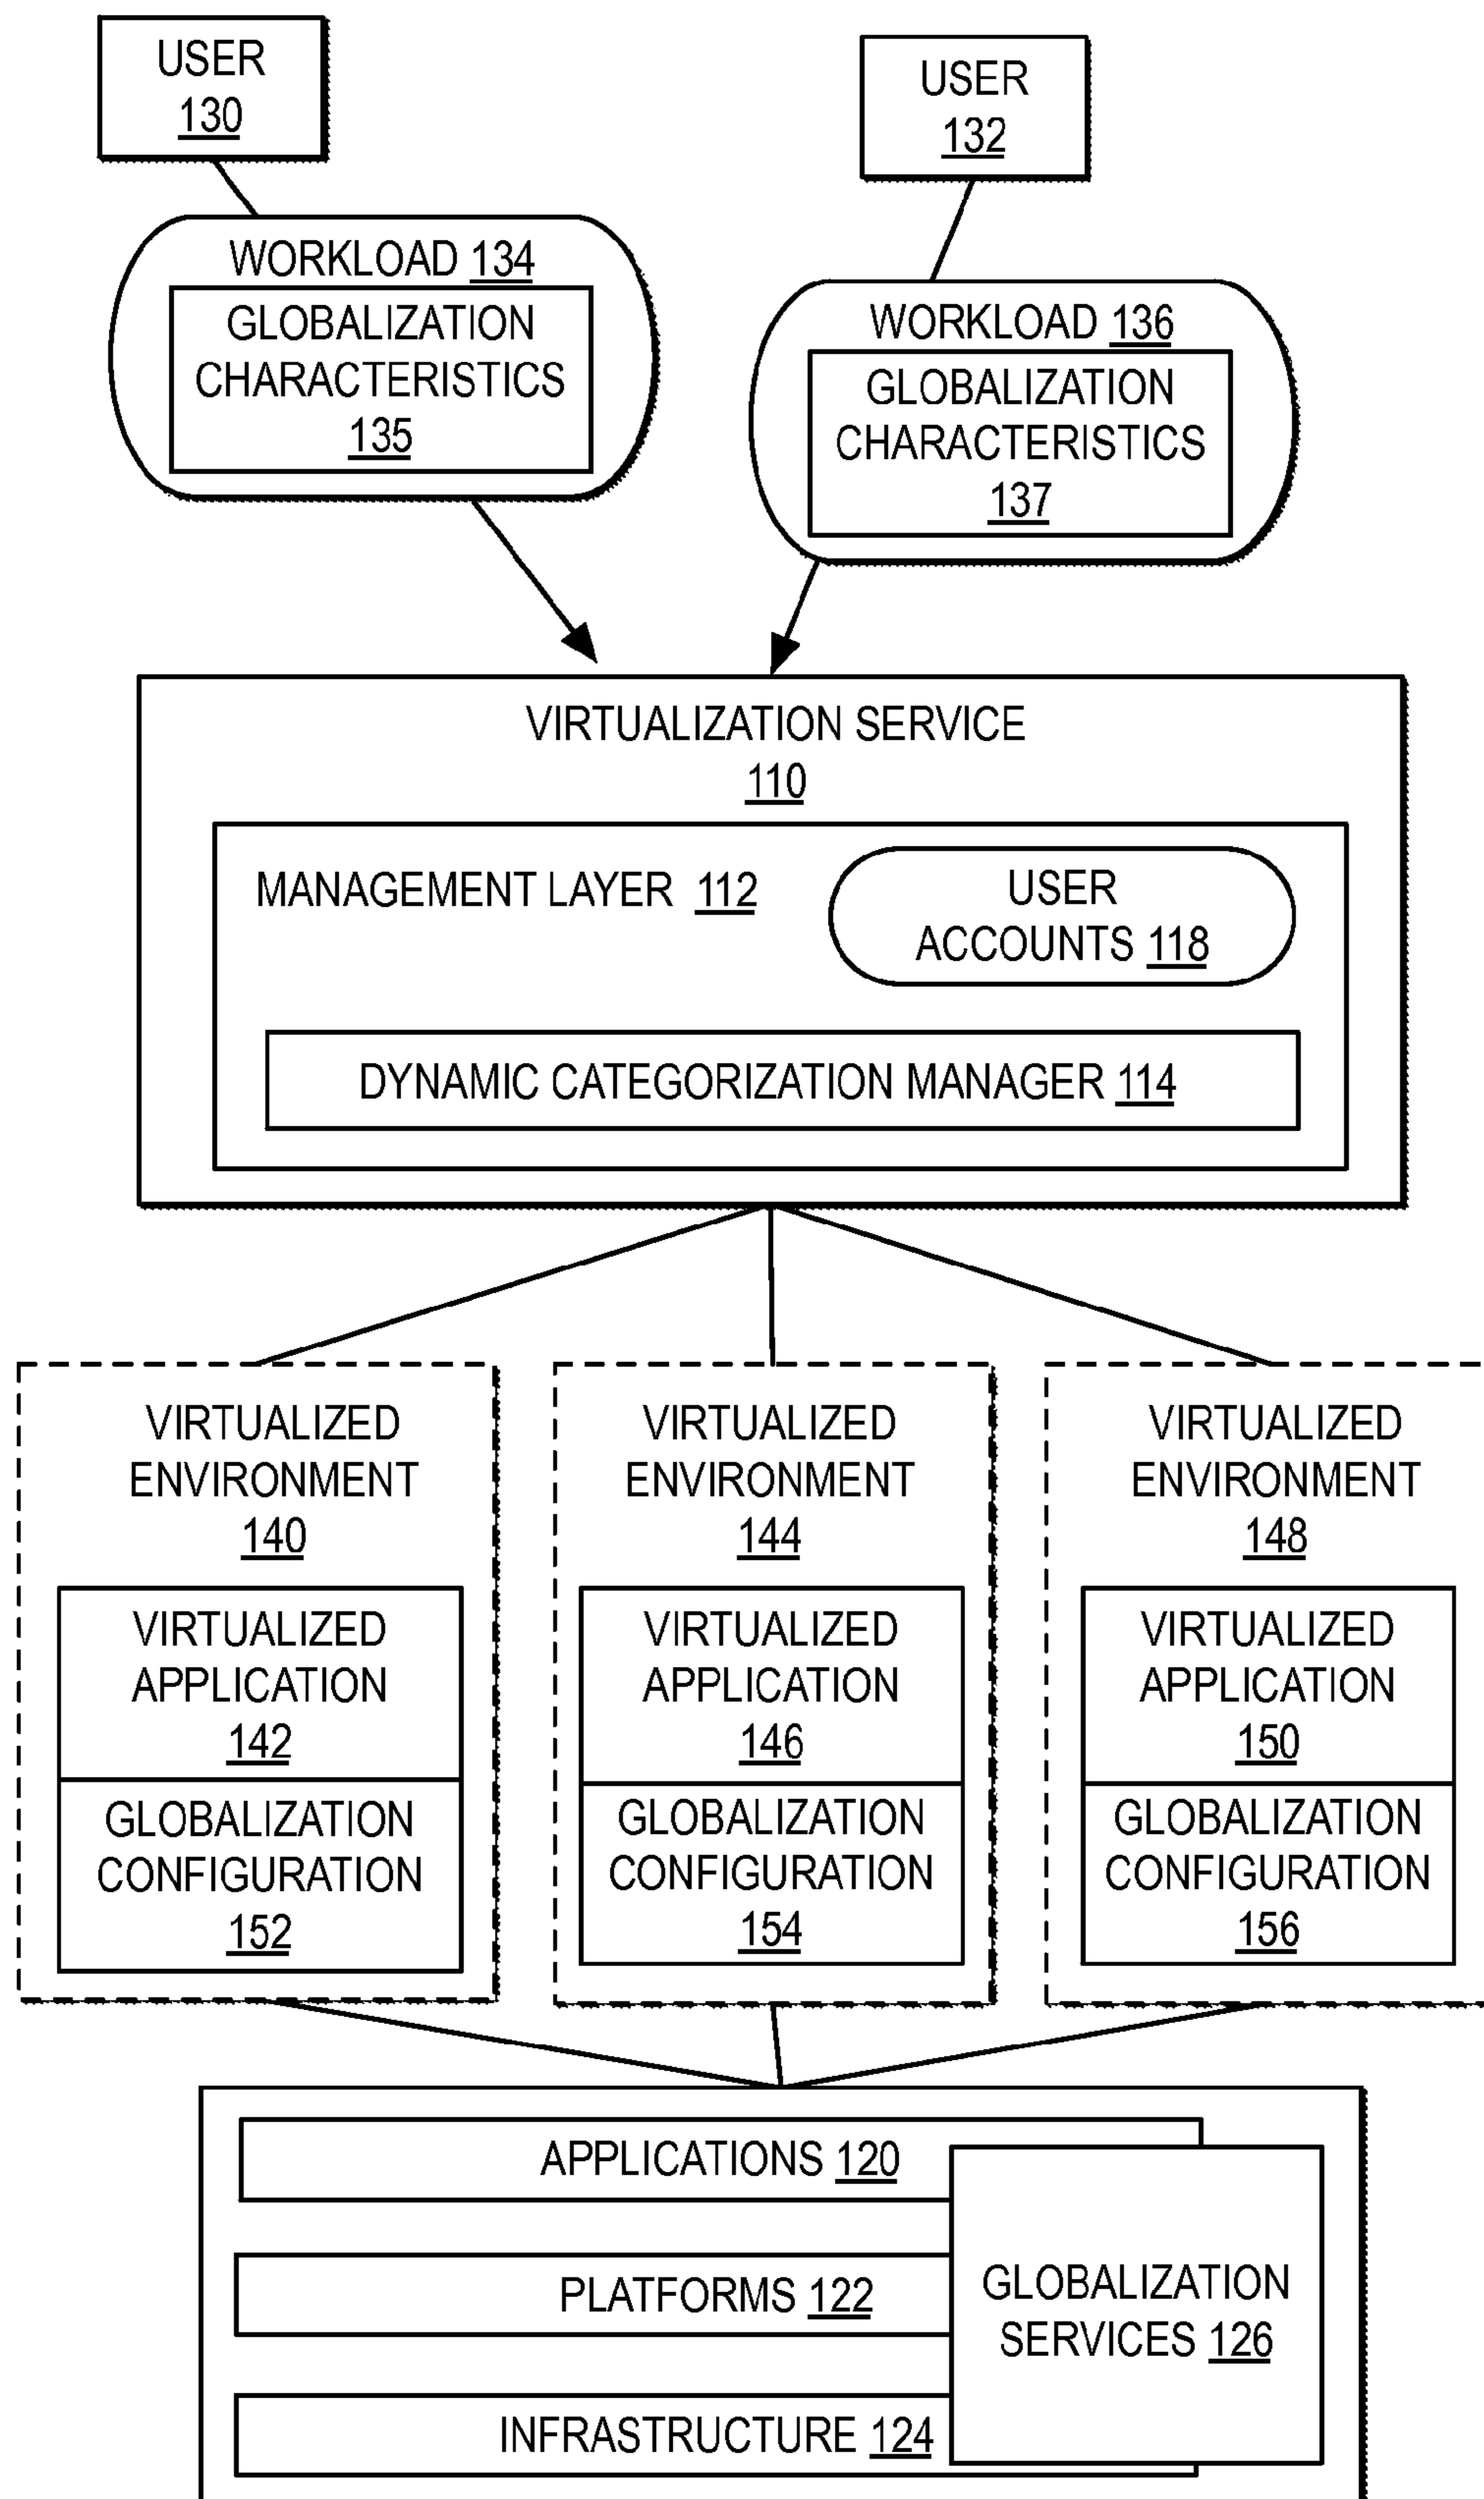 USER
130
USER
132
WORKLOAD 134
GLOBALIZATION
CHARACTERISTICS
135
WORKLOAD 136
GLOBALIZATION
CHARACTERISTICS
137
VIRTUALIZATION SERVICE
110
MANAGEMENT LAYER 112
USER
ACCOUNTS 118
DYNAMIC CATEGORIZATION MANAGER 114
VIRTUALIZED
ENVIRONMENT
140
VIRTUALIZED
APPLICATION
142
GLOBALIZATION
CONFIGURATION
152
VIRTUALIZED
ENVIRONMENT
144
VIRTUALIZED
APPLICATION
146
GLOBALIZATION
CONFIGURATION
154
VIRTUALIZED
ENVIRONMENT
148
VIRTUALIZED
APPLICATION
150
GLOBALIZATION
CONFIGURATION
156
APPLICATIONS 120
PLATFORMS 122
INFRASTRUCTURE 124
GLOBALIZATION
SERVICES 126